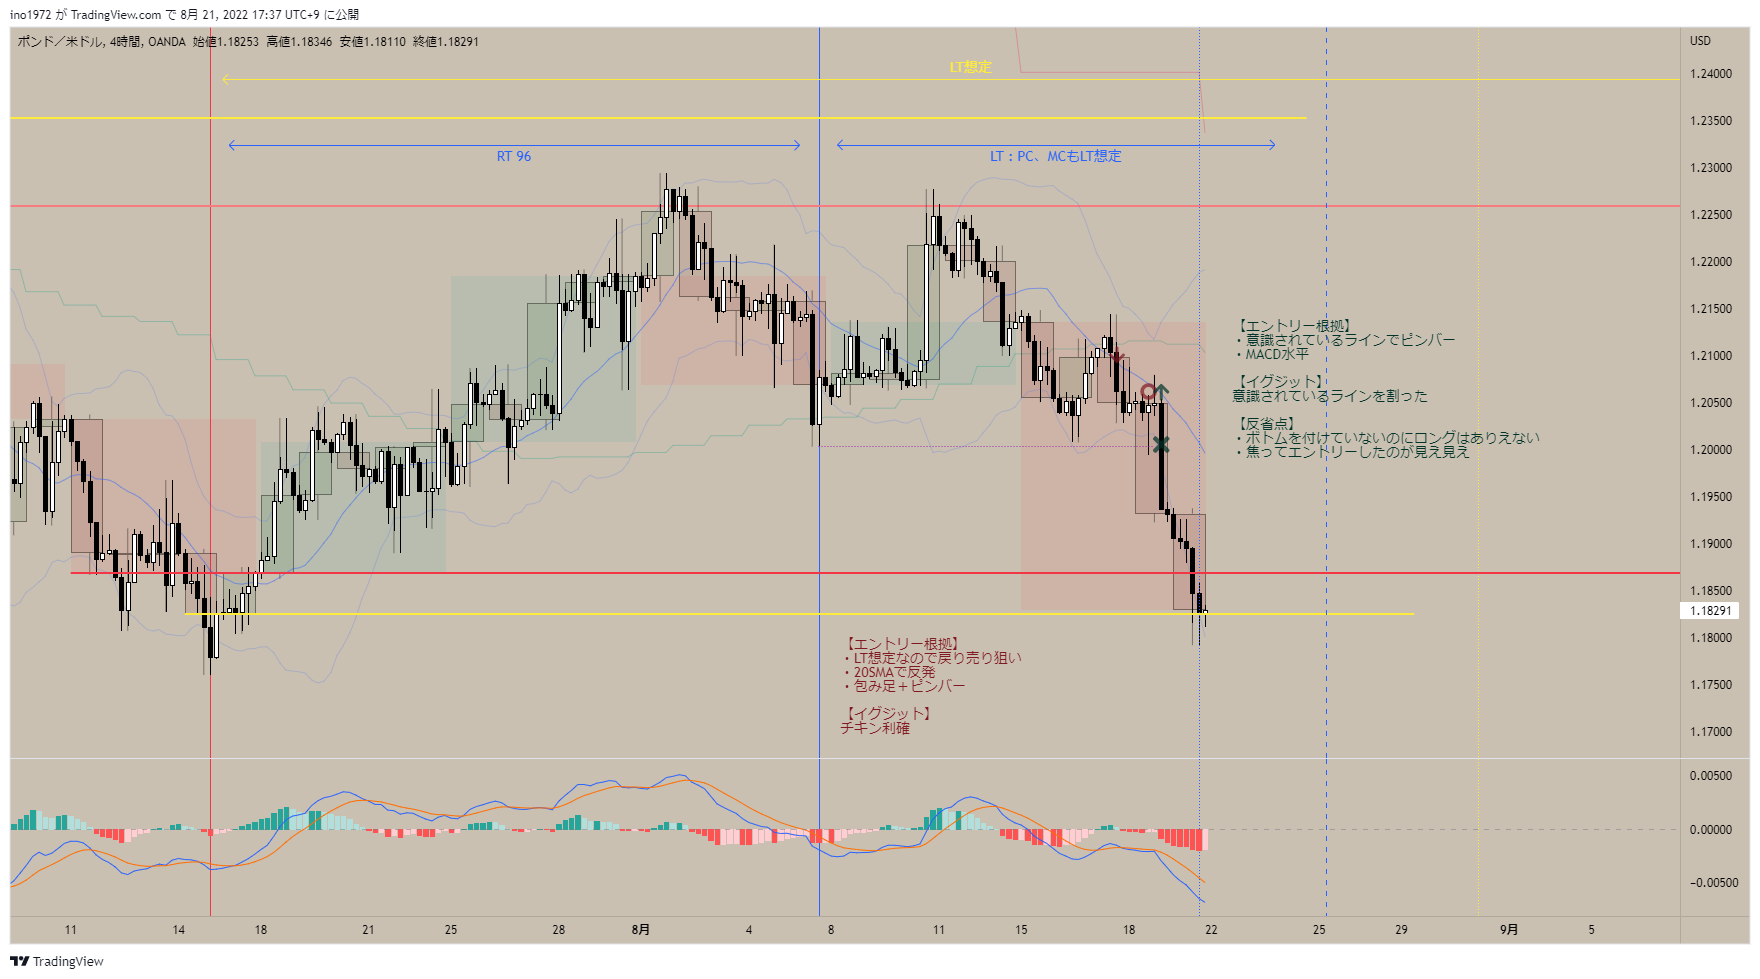 ino1972 が TradingView.com で 8月 21, 2022 17:37 UTC+9 に公開
ポンド／米ドル, 4時間, OANDA 始値1.18253 高値1.18346 安値1.18110 終値1.18291
USD
LT想定
1.24000
1.23500
RT 96
LT：PC、MCもLT想定
1.23000
1.22500
1.22000
1.21500
【エントリー根拠】
・意識されているラインでピンバー
・MACD水平
1.21000
【イグジット】
意識されているラインを割った
1.20500
【反省点】
・ボトムを付けていないのにロングはありえない
・焦ってエントリーしたのが見え見え
1.20000
1.19500
1.19000
1.18500
1.18291
1.18000
【エントリー根拠】
・LT想定なので戻り売り狙い
・20SMAで反発
・包み足＋ピンバー
1.17500
【イグジット】
チキン利確
1.17000
0.00500
0.00000
−0.00500
11 14 18 21 25 28 8月 4 8 11 15 18 22 25 29 9月 5
TradingView